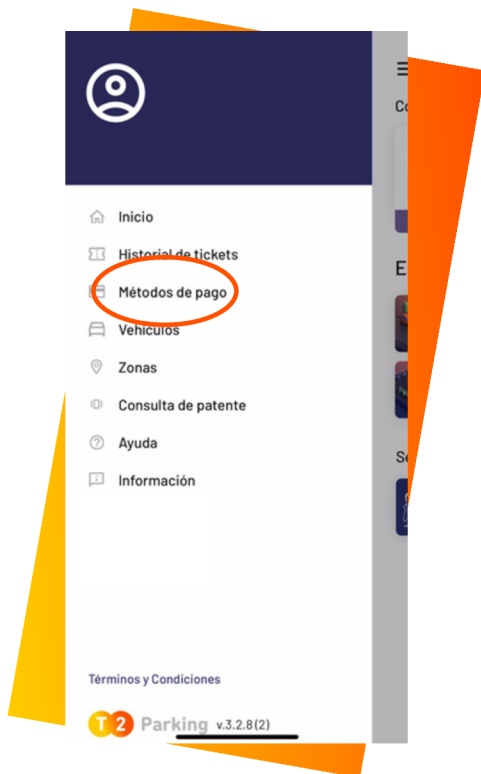 Inicio
Historial de tickets
Métodos de pago
Vehículos
Zonas
Consulta de patente
Ayuda
Información
Términos y Condiciones
T2 Parking v.3.2.8(2)